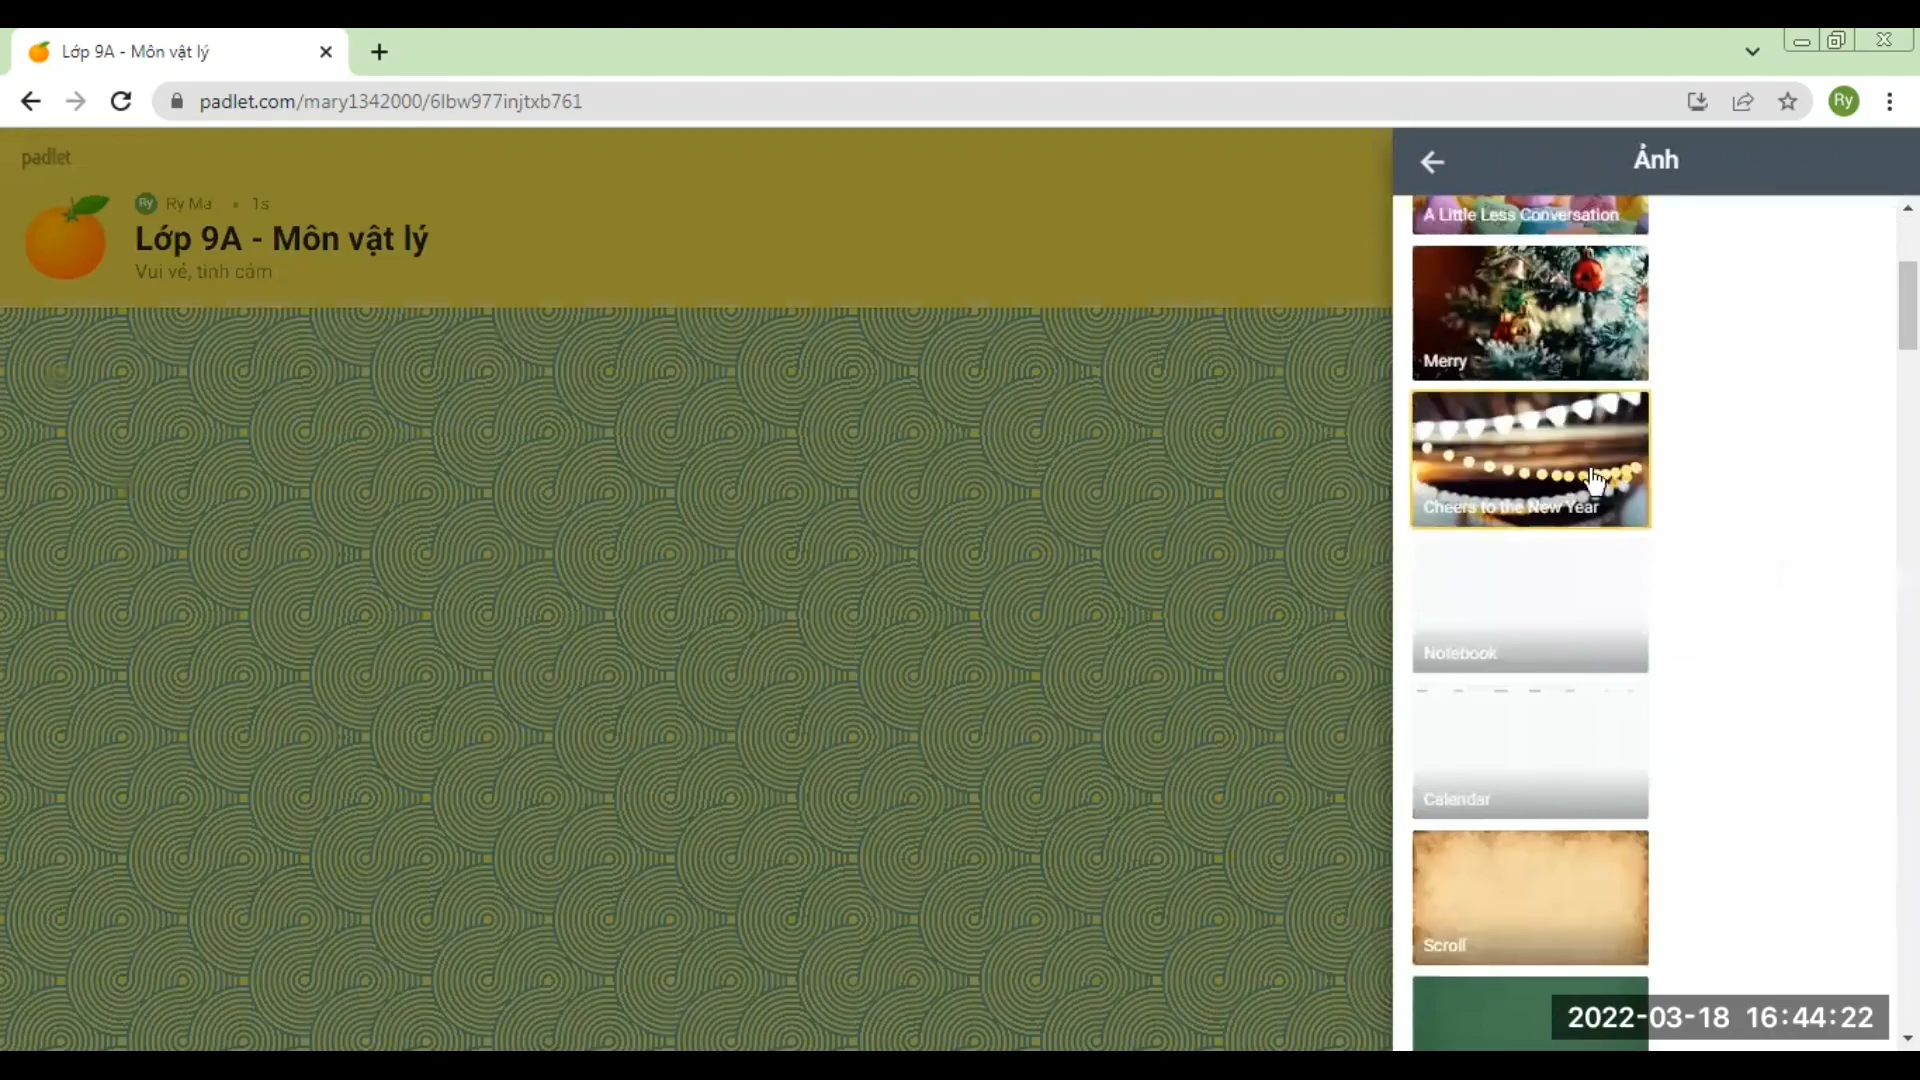 Lớp 9A - Môn vật lý
padlet.com/mary1342000/6lbw977injtxb761
Ry
padlet
Ry
Ry Ma • 1s
Lớp 9A - Môn vật lý
Vui vẻ, tình cảm
Ảnh
A Little Less Conversation
Merry
Cheers to the New Year
Notebook
Calendar
Scroll
2022-03-18 16:44:22